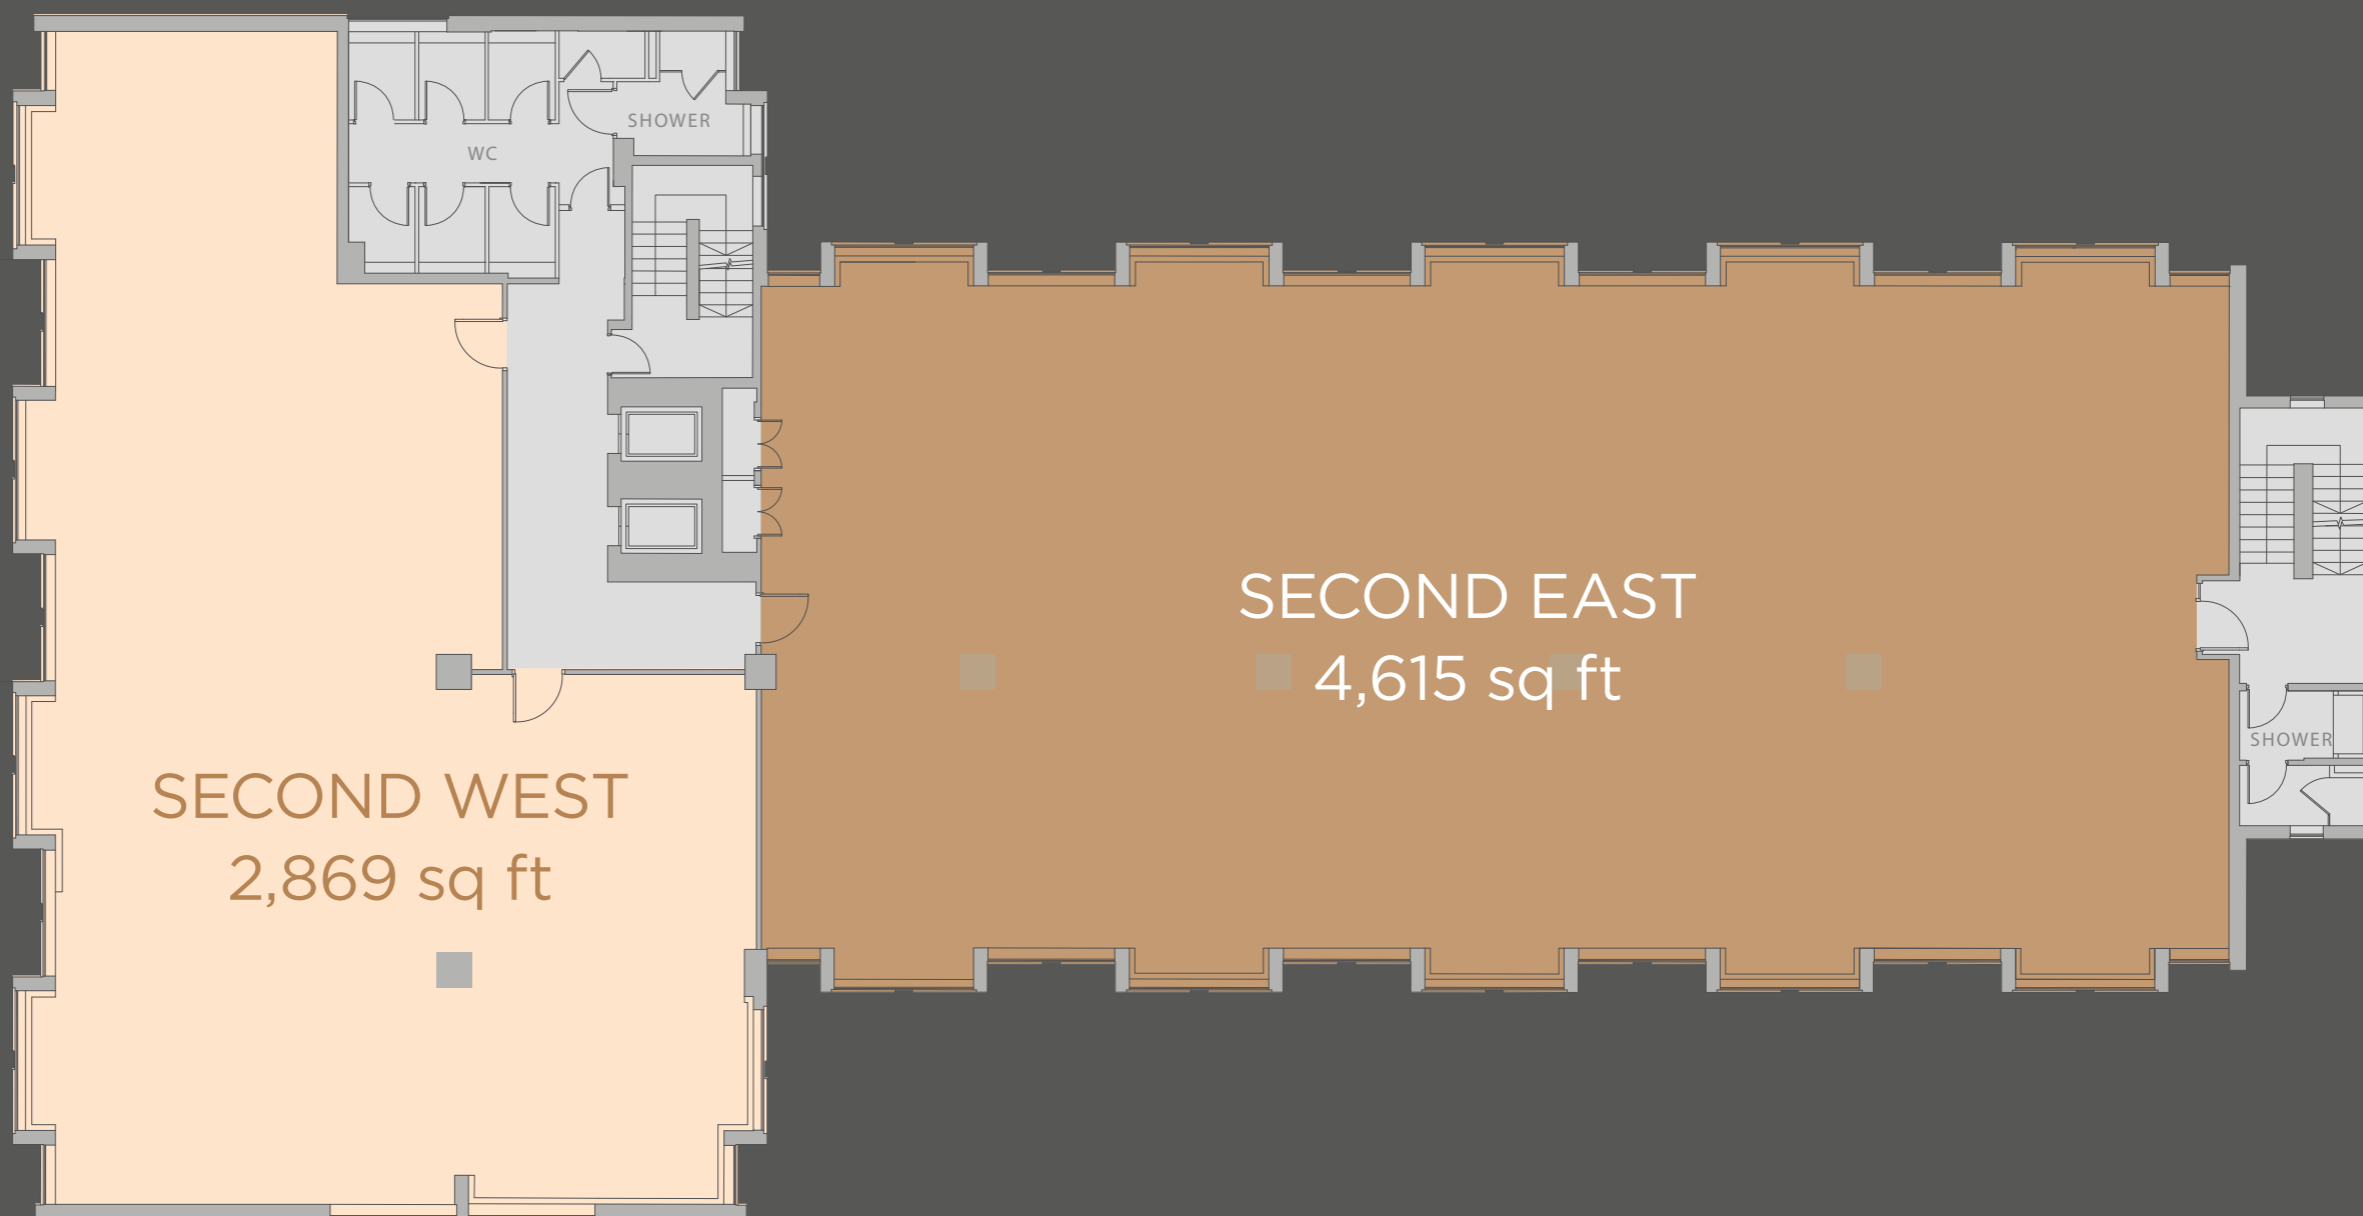 SHOWER
WC
SECOND EAST
4,615 sq ft
SHOWER
SECOND WEST
2,869 sq ft